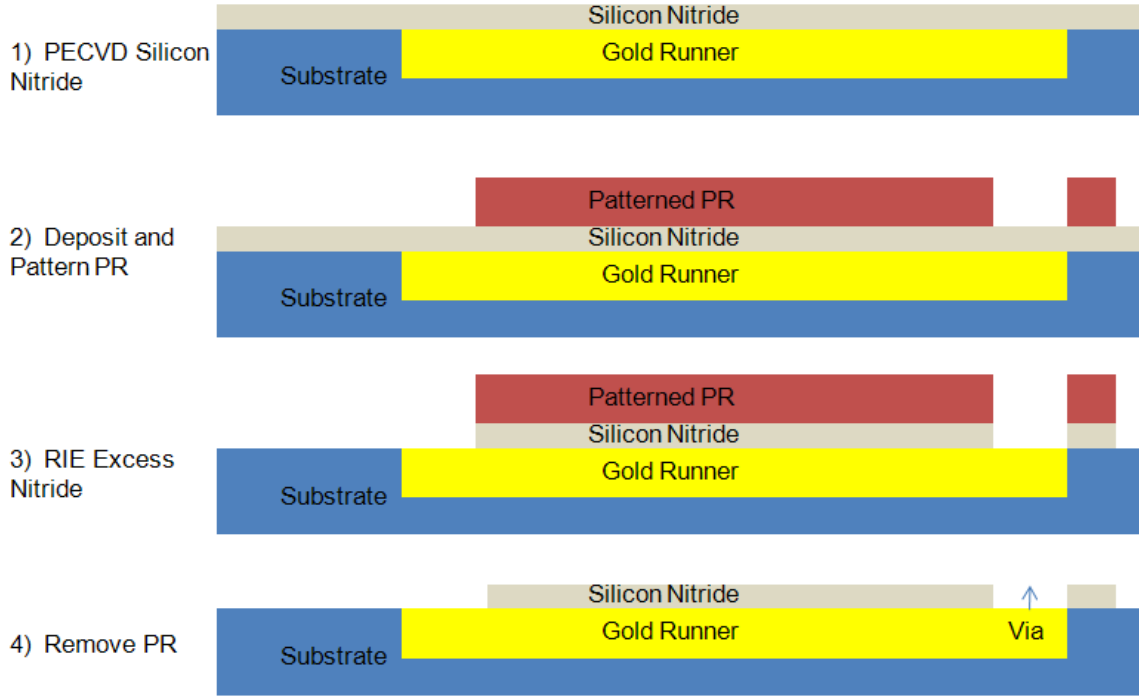 Silicon Nitride
1) PECVD Silicon
Nitride
Gold Runner
Substrate
Patterned PR
2) Deposit and
Pattern PR
Silicon Nitride
Gold Runner
Substrate
Patterned PR
Silicon Nitride
3) RIE Excess
Nitride
Gold Runner
Substrate
Silicon Nitride
4) Remove PR
Gold Runner
Via
Substrate